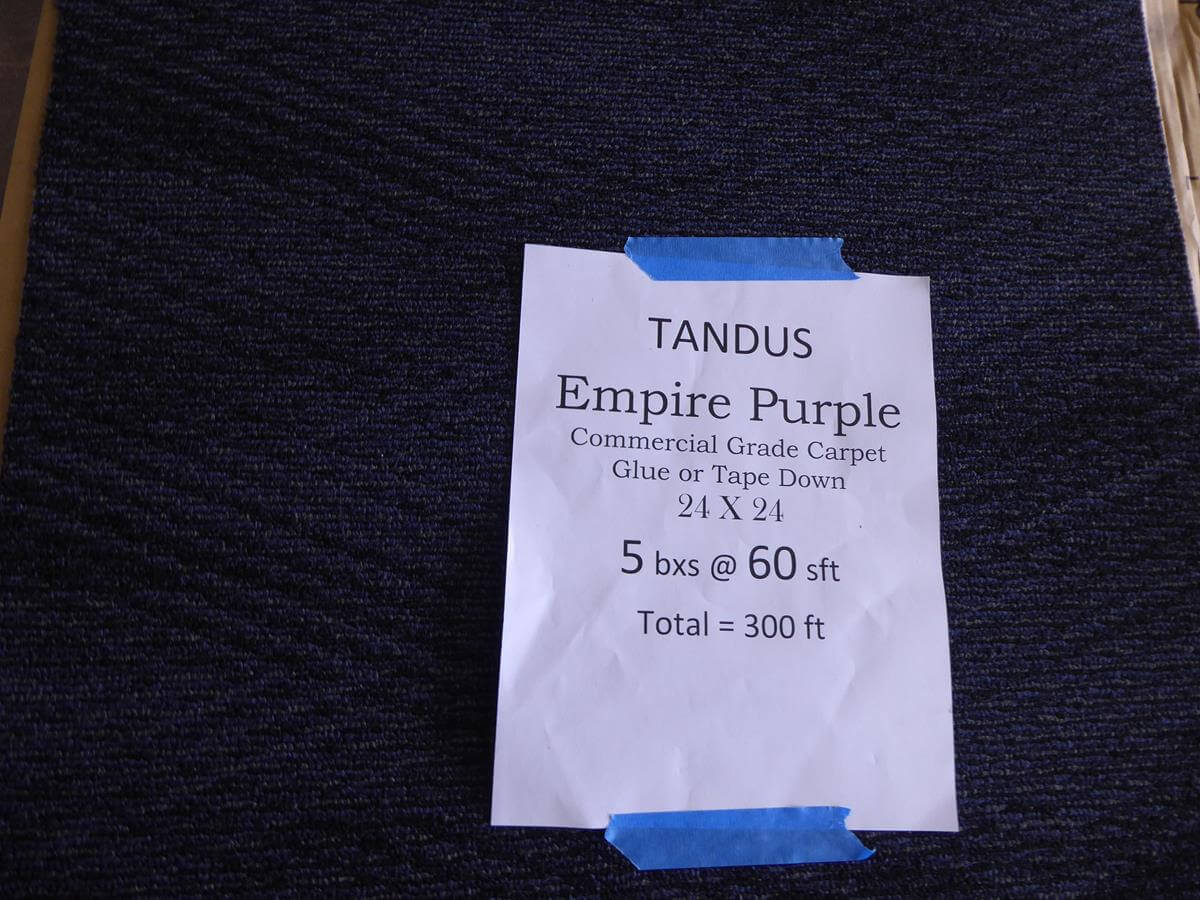 TANDUS
Empire Purple
Commercial Grade Carpet
Glue or Tape Down
24 X 24
5 bxs @ 60 sft
Total = 300 ft